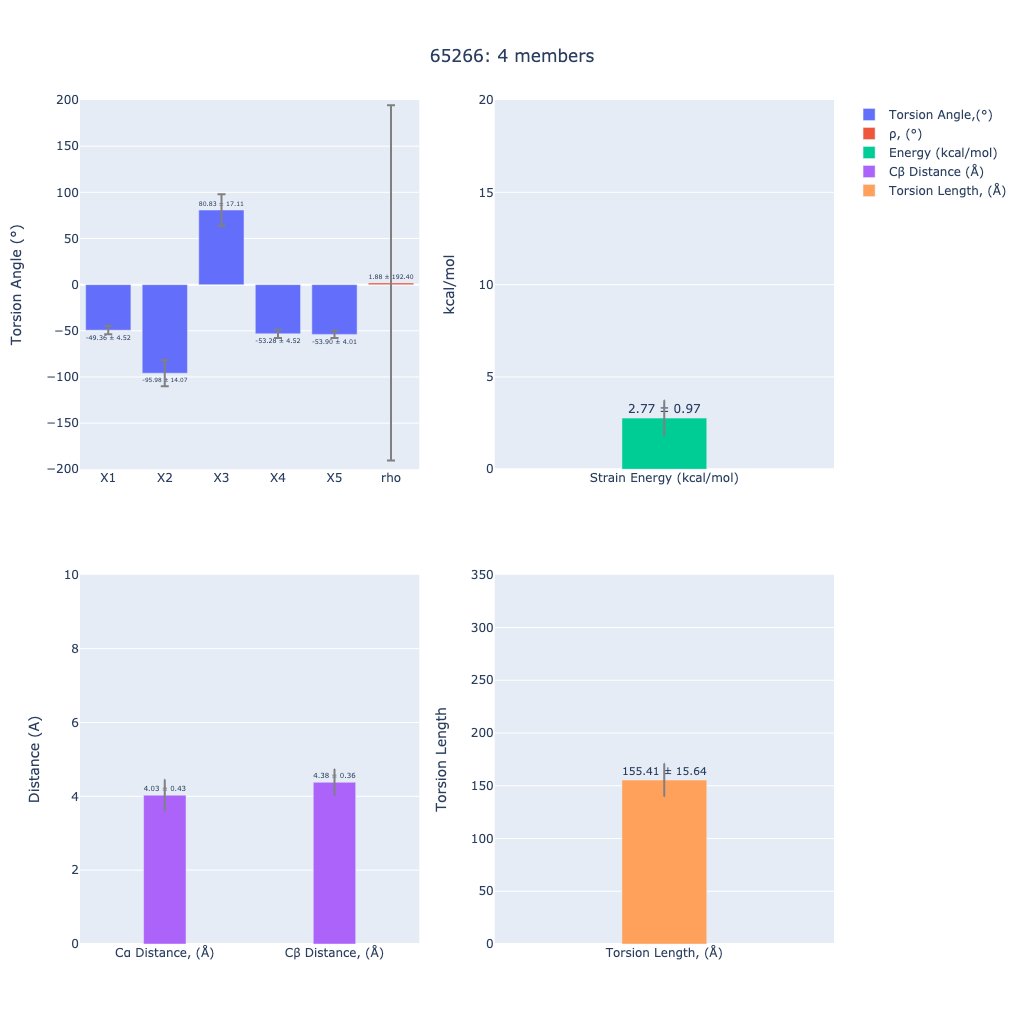 65266: 4 members
Torsion Angle (°)
200
150
100
50
0
−50
−100
−150
−200
-49.36 ± 4.52
-95.98 ± 14.07
80.83 ± 17.11
-53.28 ± 4.52
-53.90 ± 4.01
1.88 ± 192.40
X1 X2 X3 X4 X5 rho
kcal/mol
20
15
10
5
0
2.77 ± 0.97
Strain Energy (kcal/mol)
Torsion Angle,(°)
ρ, (°)
Energy (kcal/mol)
Cβ Distance (Å)
Torsion Length, (Å)
Distance (A)
10
8
6
4
2
0
4.03 ± 0.43
4.38 ± 0.36
Cα Distance, (Å) Cβ Distance, (Å)
Torsion Length
350
300
250
200
150
100
50
0
155.41 ± 15.64
Torsion Length, (Å)